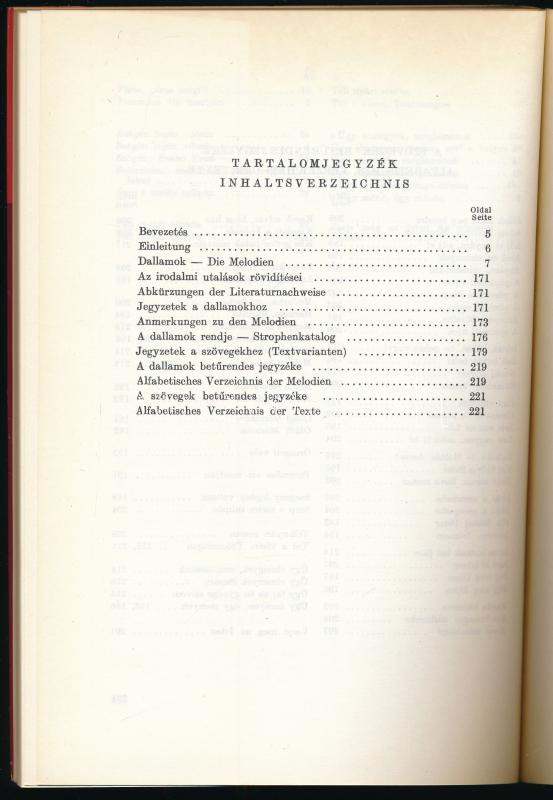 TARTALOMJEGYZÉK
INHALTSVERZEICHNIS
Oldal
Seite
Bevezetés 5
Einleitung 6
Dallamok — Die Melodien 7
Az irodalmi utalások rövidítései 171
Abkürzungen der Literaturnachweise 171
Jegyzetek a dallamokhoz 171
Anmerkungen zu den Melodien 173
A dallamok rendje — Strophenkatalog 176
Jegyzetek a szövegekhez (Textvarianten) 179
A dallamok betűrendes jegyzéke 219
Alfabetisches Verzeichnis der Melodien 219
A szövegek betűrendes jegyzéke 221
Alfabetisches Verzeichnis der Texte 221